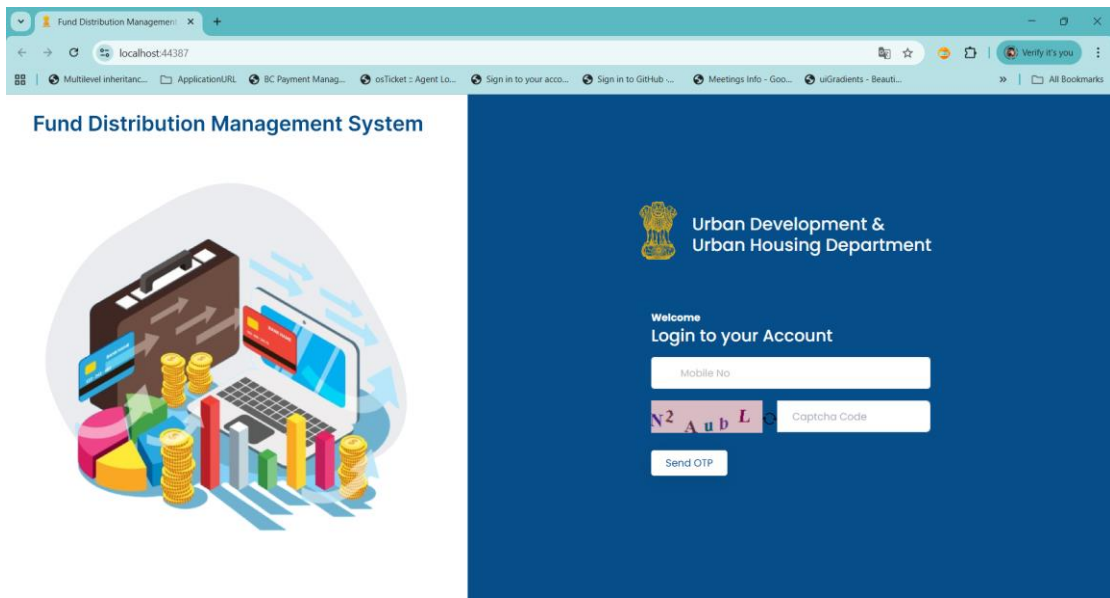 Fund Distribution Management
localhost:44387
Verify it's you
Multilevel inheritanc...
ApplicationURL
BC Payment Manag...
osTicket :: Agent Lo...
Sign in to your acco...
Sign in to GitHub ·...
Meetings Info - Goo...
uiGradients - Beauti...
All Bookmarks
Fund Distribution Management System
Urban Development &
Urban Housing Department
Welcome
Login to your Account
Mobile No
N2AubL
Captcha Code
Send OTP